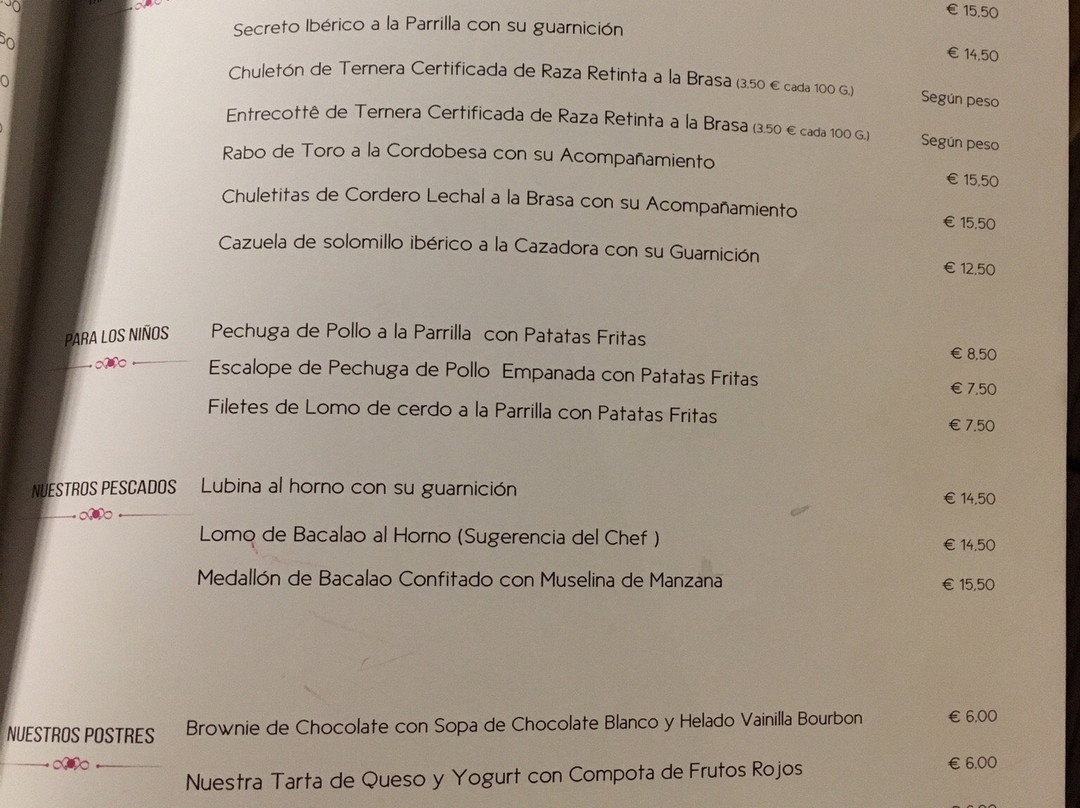 € 15,50
Secreto Ibérico a la Parrilla con su guarnición
€ 14,50
Chuletón de Ternera Certificada de Raza Retinta a la Brasa (3.50 € cada 100 G.)
Según peso
Entrecottê de Ternera Certificada de Raza Retinta a la Brasa (3.50 € cada 100 G.)
Según peso
Rabo de Toro a la Cordobesa con su Acompañamiento
€ 15,50
Chuletitas de Cordero Lechal a la Brasa con su Acompañamiento
€ 15,50
Cazuela de solomillo ibérico a la Cazadora con su Guarnición
€ 12,50
PARA LOS NIÑOS
Pechuga de Pollo a la Parrilla con Patatas Fritas
€ 8,50
Escalope de Pechuga de Pollo Empanada con Patatas Fritas
€ 7,50
Filetes de Lomo de cerdo a la Parrilla con Patatas Fritas
€ 7,50
NUESTROS PESCADOS
Lubina al horno con su guarnición
€ 14,50
Lomo de Bacalao al Horno (Sugerencia del Chef )
€ 14,50
Medallón de Bacalao Confitado con Muselina de Manzana
€ 15,50
NUESTROS POSTRES
Brownie de Chocolate con Sopa de Chocolate Blanco y Helado Vainilla Bourbon
€ 6,00
Nuestra Tarta de Queso y Yogurt con Compota de Frutos Rojos
€ 6,00